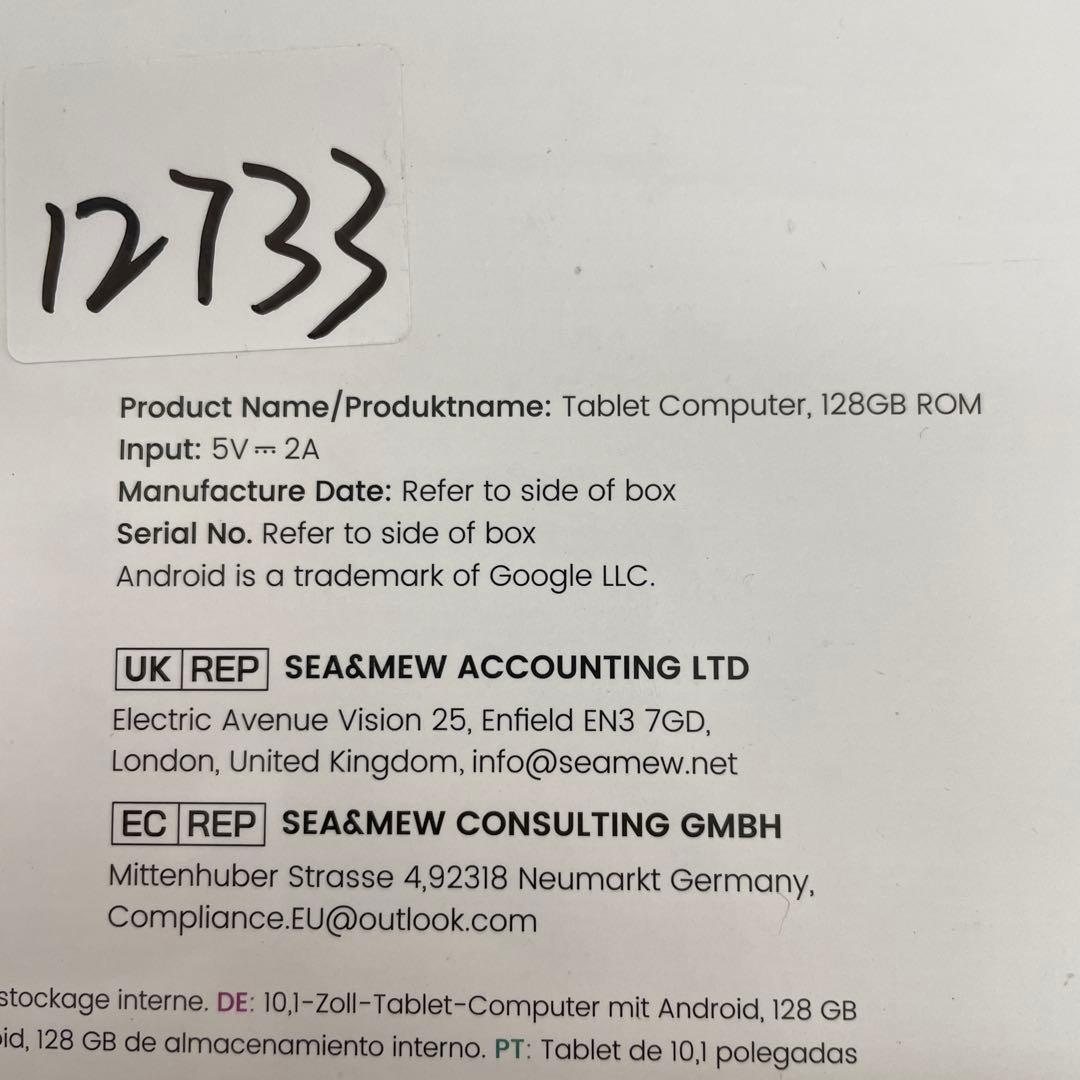 12733
Product Name/Produktname: Tablet Computer, 128GB ROM
Input: 5V⎓2A
Manufacture Date: Refer to side of box
Serial No. Refer to side of box
Android is a trademark of Google LLC.
UK REP SEA&MEW ACCOUNTING LTD
Electric Avenue Vision 25, Enfield EN3 7GD,
London, United Kingdom, info@seamew.net
EC REP SEA&MEW CONSULTING GMBH
Mittenhuber Strasse 4,92318 Neumarkt Germany,
Compliance.EU@outlook.com
stockage interne. DE: 10,1-Zoll-Tablet-Computer mit Android, 128 GB
128 GB de almacenamiento interno. PT: Tablet de 10,1 polegadas